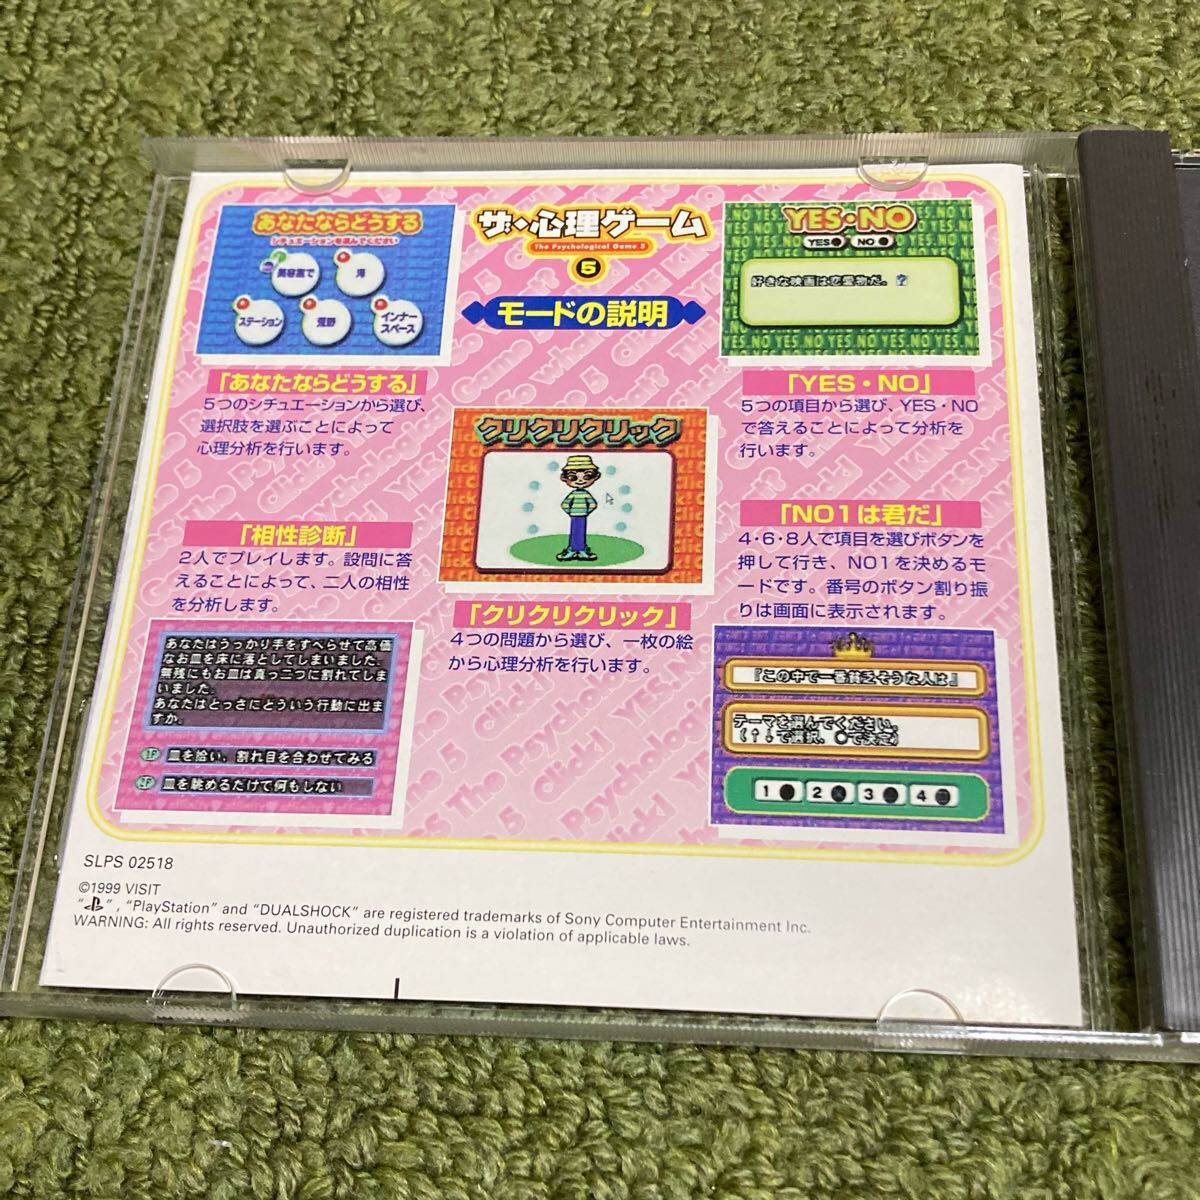 ザ・心理ゲーム
The Psychological Game 5
5
モードの説明
あなたならどうする
シチュエーションを選んでください
美容室で
海
ステーション
荒野
インナー
スペース
「あなたならどうする」
5つのシチュエーションから選び、
選択肢を選ぶことによって
心理分析を行います。
YES・NO
YES● NO ●
好きな映画は恋愛物だ。
「YES・NO」
5つの項目から選び、YES・NO
で答えることによって分析を
行います。
クリクリクリック
「クリクリクリック」
4つの問題から選び、一枚の絵
から心理分析を行います。
「相性診断」
2人でプレイします。設問に答
えることによって、二人の相性
を分析します。
あなたはうっかり手をすべらせて高価
なお皿を床に落としてしまいました。
無残にもお皿は真っ二つに割れてしま
いました。
あなたはとっさにどういう行動に出ま
すか。
1P 皿を拾い、割れ目を合わせてみる
2P 皿を眺めるだけで何もしない
「NO1は君だ」
4・6・8人で項目を選びボタンを
押して行き、NO1を決めるモ
ードです。番号のボタン割り振
りは画面に表示されます。
『この中で一番貧乏そうな人は』
テーマを選んでください
(↑↓で選択、●で決定)
1● 2● 3● 4●
SLPS 02518
©1999 VISIT
" ", "PlayStation" and "DUALSHOCK" are registered trademarks of Sony Computer Entertainment Inc.
WARNING: All rights reserved. Unauthorized duplication is a violation of applicable laws.